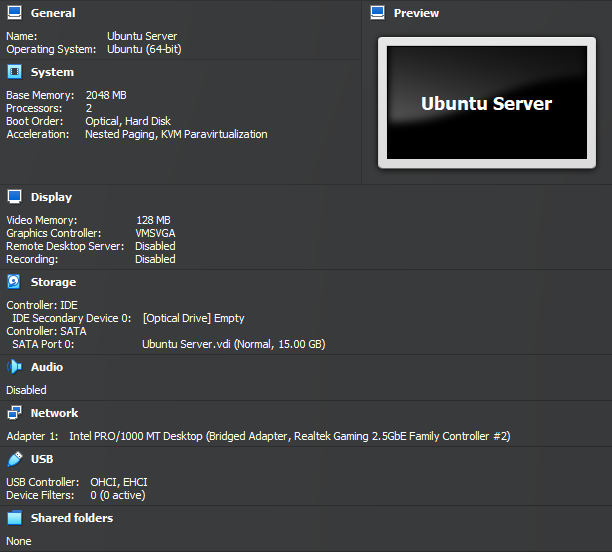 General
Name: Ubuntu Server
Operating System: Ubuntu (64-bit)
Preview
Ubuntu Server
System
Base Memory: 2048 MB
Processors: 2
Boot Order: Optical, Hard Disk
Acceleration: Nested Paging, KVM Paravirtualization
Display
Video Memory: 128 MB
Graphics Controller: VMSVGA
Remote Desktop Server: Disabled
Recording: Disabled
Storage
Controller: IDE
IDE Secondary Device 0: [Optical Drive] Empty
Controller: SATA
SATA Port 0: Ubuntu Server.vdi (Normal, 15.00 GB)
Audio
Disabled
Network
Adapter 1: Intel PRO/1000 MT Desktop (Bridged Adapter, Realtek Gaming 2.5GbE Family Controller #2)
USB
USB Controller: OHCI, EHCI
Device Filters: 0 (0 active)
Shared folders
None